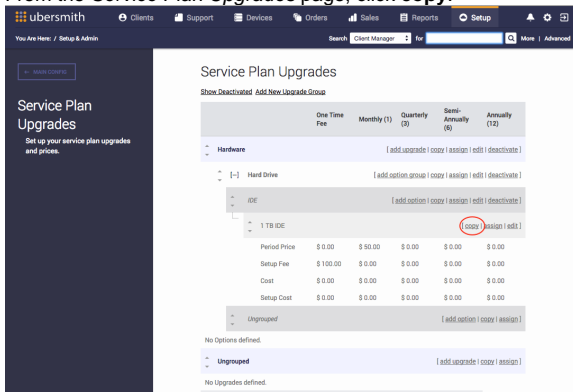 From the Service Plan Upgrades page, click copy.
ubersmith Clients Support Devices Orders Sales Reports Setup
You Are Here: / Setup & Admin Search Client Manager for More | Advanced
MAIN CONFIG
Service Plan Upgrades
Set up your service plan upgrades and prices.
Service Plan Upgrades
Show Deactivated Add New Upgrade Group
One Time Fee Monthly (1) Quarterly (3) Semi-Annually (6) Annually (12)
Hardware [ add upgrade | copy | assign | edit | deactivate ]
[--] Hard Drive [ add option group | copy | assign | edit | deactivate ]
IDE [ add option | copy | assign | edit | deactivate ]
1 TB IDE [ copy | assign | edit ]
Period Price $ 0.00 $ 50.00 $ 0.00 $ 0.00 $ 0.00
Setup Fee $ 100.00 $ 0.00 $ 0.00 $ 0.00 $ 0.00
Cost $ 0.00 $ 0.00 $ 0.00 $ 0.00 $ 0.00
Setup Cost $ 0.00 $ 0.00 $ 0.00 $ 0.00 $ 0.00
Ungrouped [ add option | copy | assign ]
No Options defined.
Ungrouped [ add upgrade | copy | assign ]
No Upgrades defined.